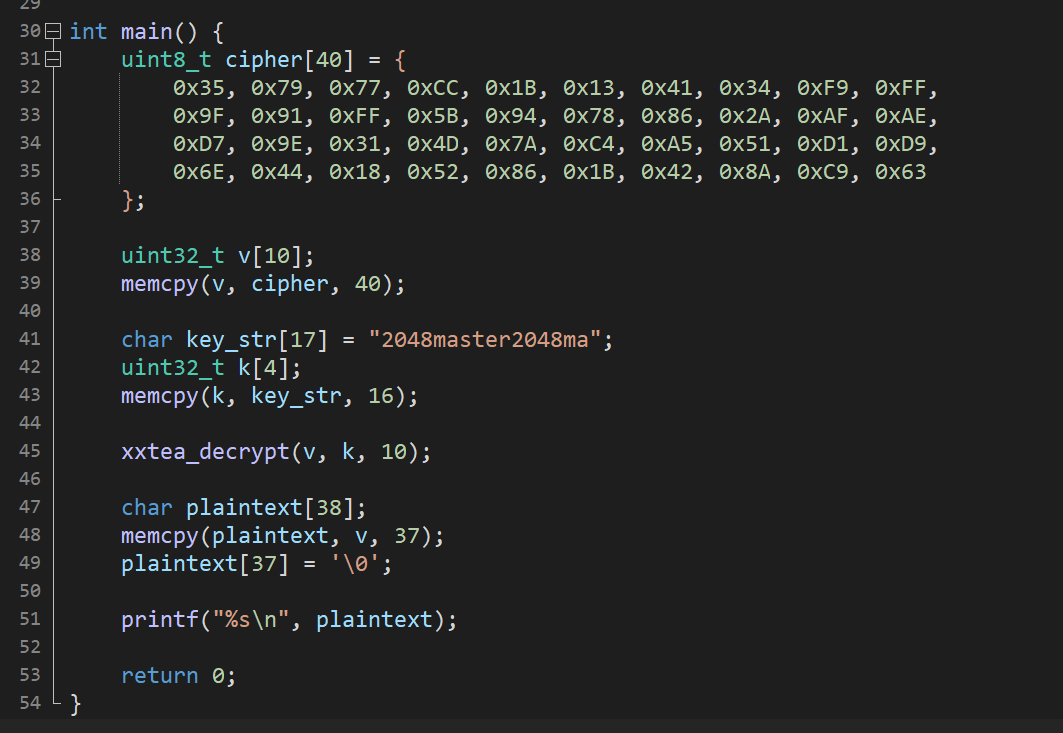 29
30 int main() {
31 uint8_t cipher[40] = {
32 0x35, 0x79, 0x77, 0xCC, 0x1B, 0x13, 0x41, 0x34, 0xF9, 0xFF,
33 0x9F, 0x91, 0xFF, 0x5B, 0x94, 0x78, 0x86, 0x2A, 0xAF, 0xAE,
34 0xD7, 0x9E, 0x31, 0x4D, 0x7A, 0xC4, 0xA5, 0x51, 0xD1, 0xD9,
35 0x6E, 0x44, 0x18, 0x52, 0x86, 0x1B, 0x42, 0x8A, 0xC9, 0x63
36 };
37
38 uint32_t v[10];
39 memcpy(v, cipher, 40);
40
41 char key_str[17] = "2048master2048ma";
42 uint32_t k[4];
43 memcpy(k, key_str, 16);
44
45 xxtea_decrypt(v, k, 10);
46
47 char plaintext[38];
48 memcpy(plaintext, v, 37);
49 plaintext[37] = '\0';
50
51 printf("%s\n", plaintext);
52
53 return 0;
54 }